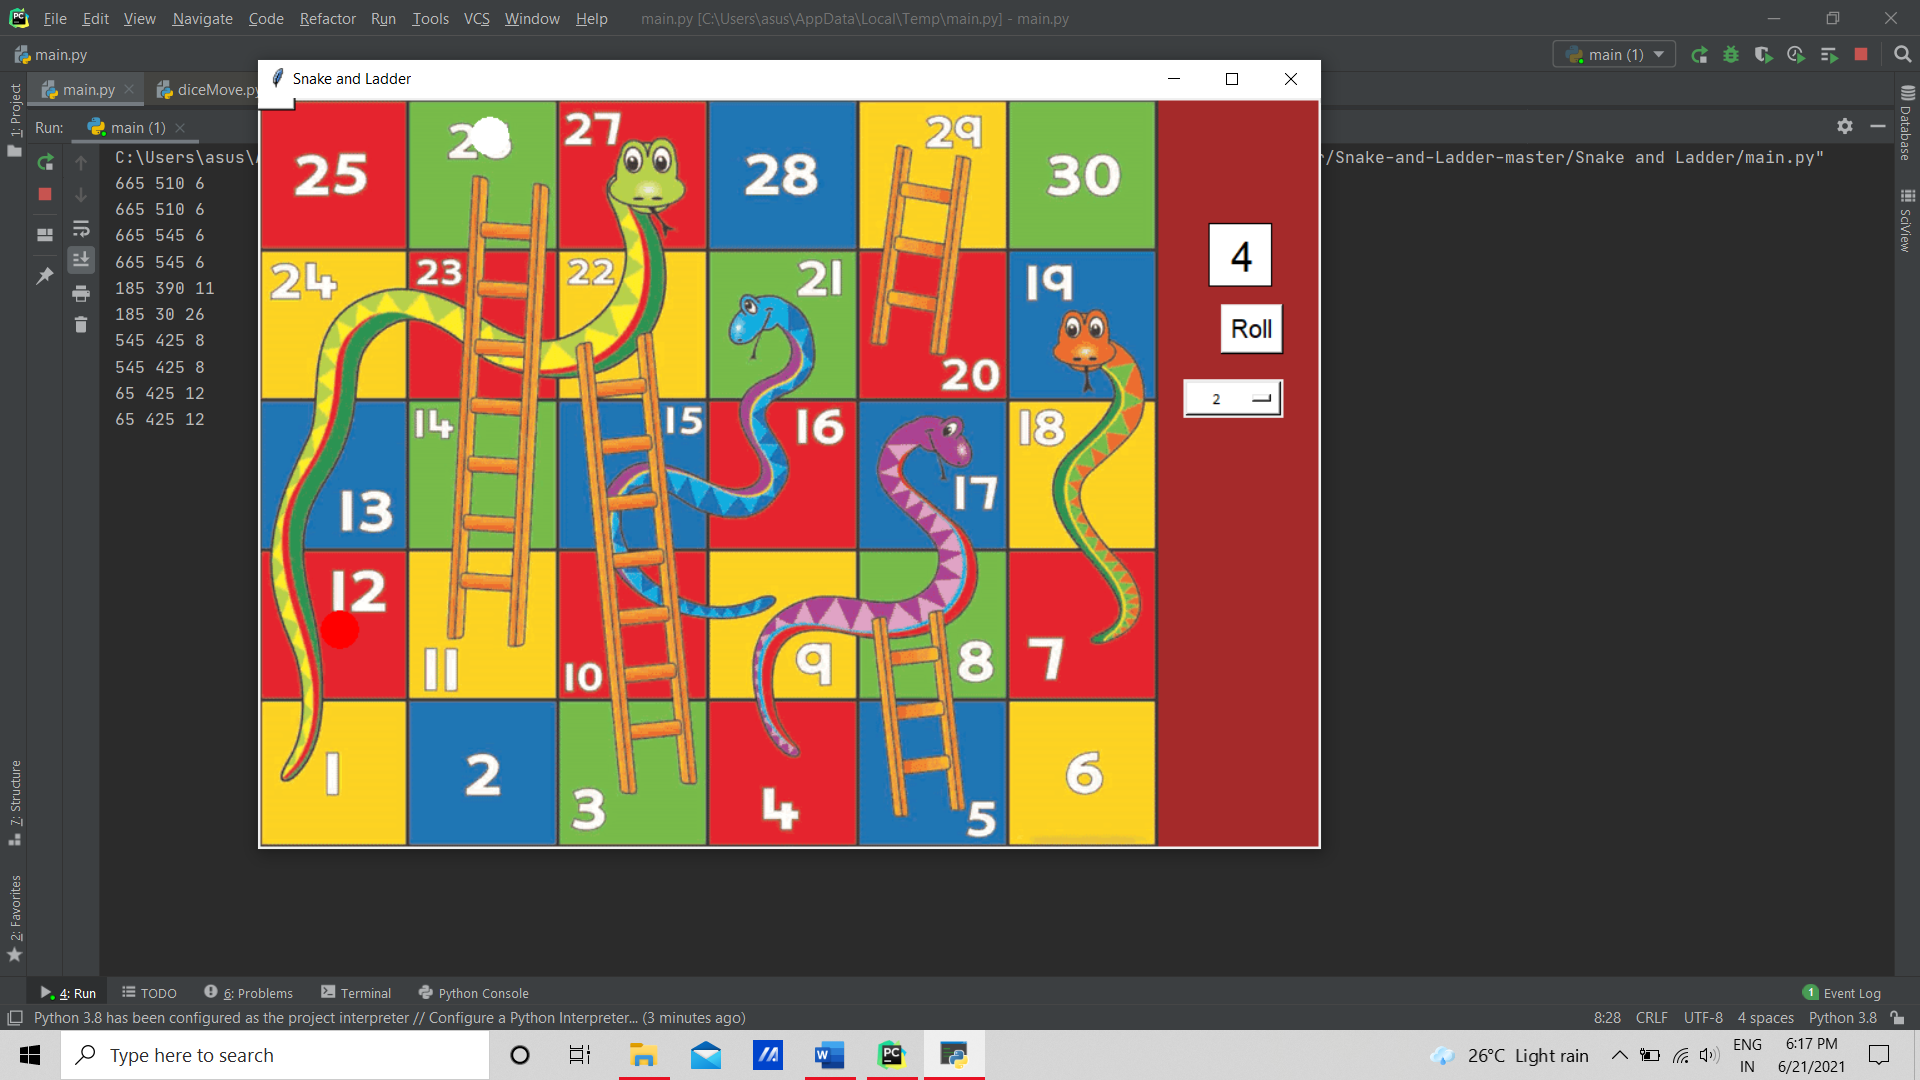 File Edit View Navigate Code Refactor Run Tools VCS Window Help main.py [C:\Users\asus\AppData\Local\Temp\main.py] - main.py
main.py main (1)
main.py diceMove.py
Snake and Ladder
Run: main (1)
C:\Users\asus\ r/Snake-and-Ladder-master/Snake and Ladder/main.py"
665 510 6
665 510 6
665 545 6
665 545 6
185 390 11
185 30 26
545 425 8
545 425 8
65 425 12
65 425 12
25 2 27 28 29 30
24 23 22 21 20 19
13 14 15 16 17 18
12 11 10 9 8 7
1 2 3 4 5 6
4
Roll
2
1: Project
7: Structure
2: Favorites
Database
SciView
4: Run TODO 6: Problems Terminal Python Console 1 Event Log
Python 3.8 has been configured as the project interpreter // Configure a Python Interpreter... (3 minutes ago) 8:28 CRLF UTF-8 4 spaces Python 3.8
Type here to search 26°C Light rain ENG 6:17 PM
IN 6/21/2021